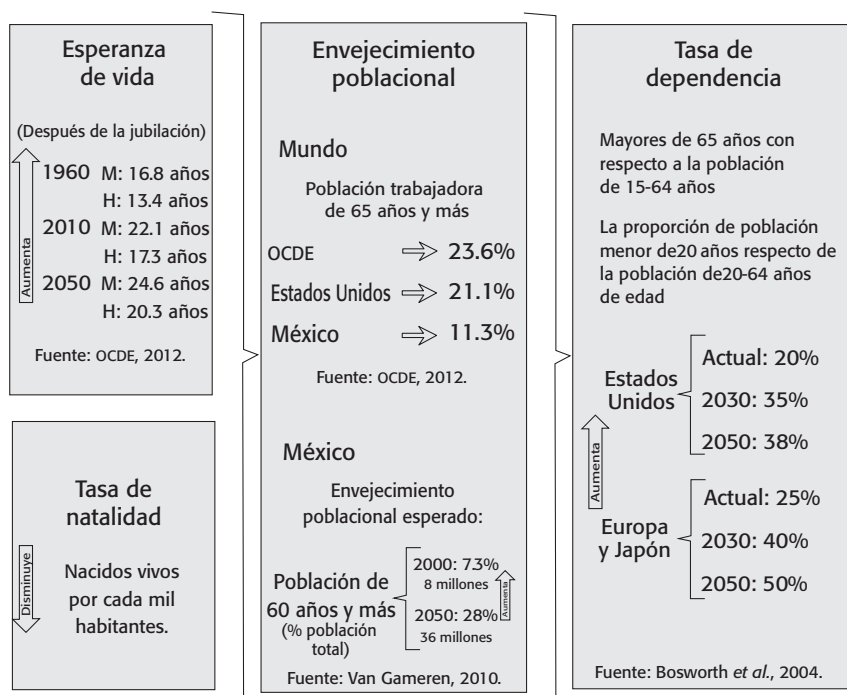 Esperanza
de vida
(Después de la jubilación)
Aumenta
1960 M: 16.8 años
H: 13.4 años
2010 M: 22.1 años
H: 17.3 años
2050 M: 24.6 años
H: 20.3 años
Fuente: OCDE, 2012.
Tasa de
natalidad
Disminuye
Nacidos vivos
por cada mil
habitantes.
Envejecimiento
poblacional
Mundo
Población trabajadora
de 65 años y más
OCDE 23.6%
Estados Unidos 21.1%
México 11.3%
Fuente: OCDE, 2012.
México
Envejecimiento
poblacional esperado:
Población de
60 años y más
(% población
total)
2000: 7.3%
8 millones
2050: 28%
36 millones
Aumenta
Fuente: Van Gameren, 2010.
Tasa de
dependencia
Mayores de 65 años con
respecto a la población
de 15-64 años
La proporción de población
menor de20 años respecto de
la población de20-64 años
de edad
Aumenta
Estados
Unidos
Actual: 20%
2030: 35%
2050: 38%
Europa
y Japón
Actual: 25%
2030: 40%
2050: 50%
Fuente: Bosworth et al., 2004.